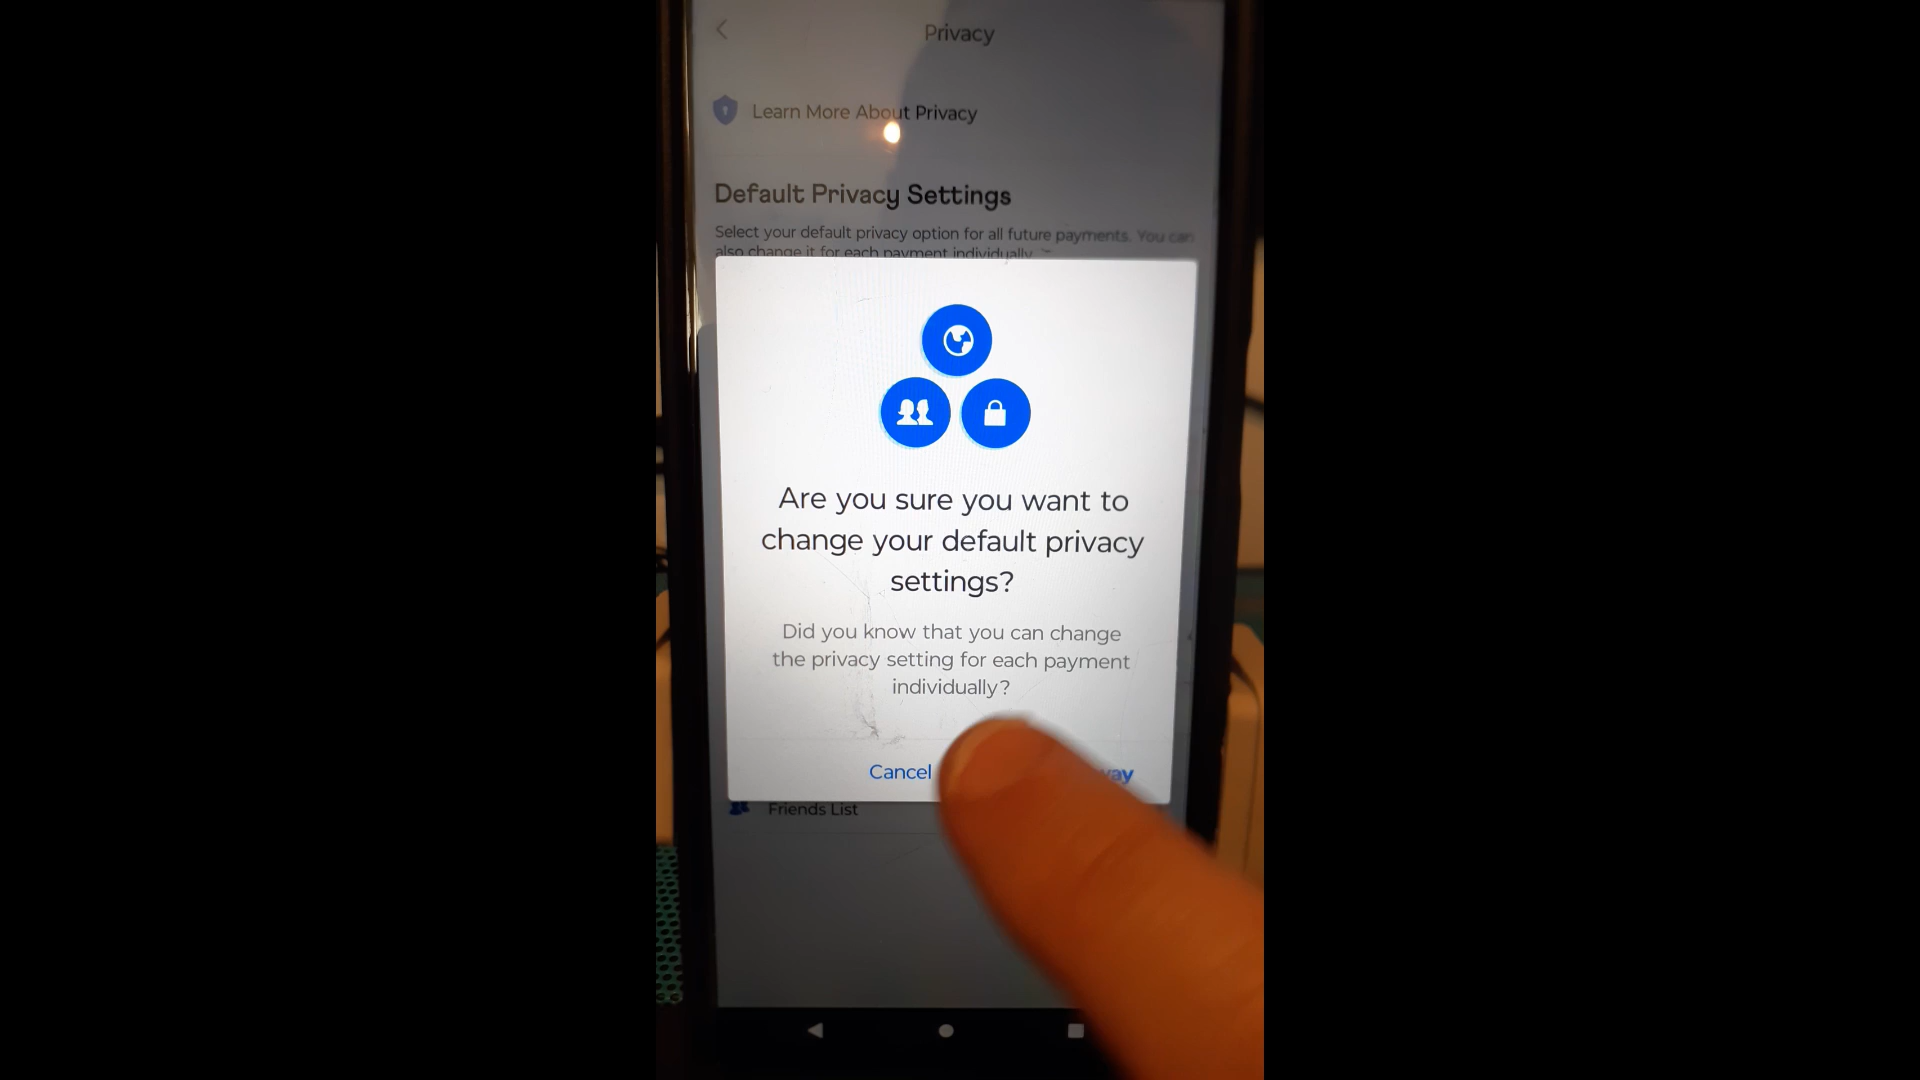 Privacy
Learn More About Privacy
Default Privacy Settings
Select your default privacy option for all future payments. You can
also change it for each payment individually.
Are you sure you want to
change your default privacy
settings?
Did you know that you can change
the privacy setting for each payment
individually?
Cancel
Friends List